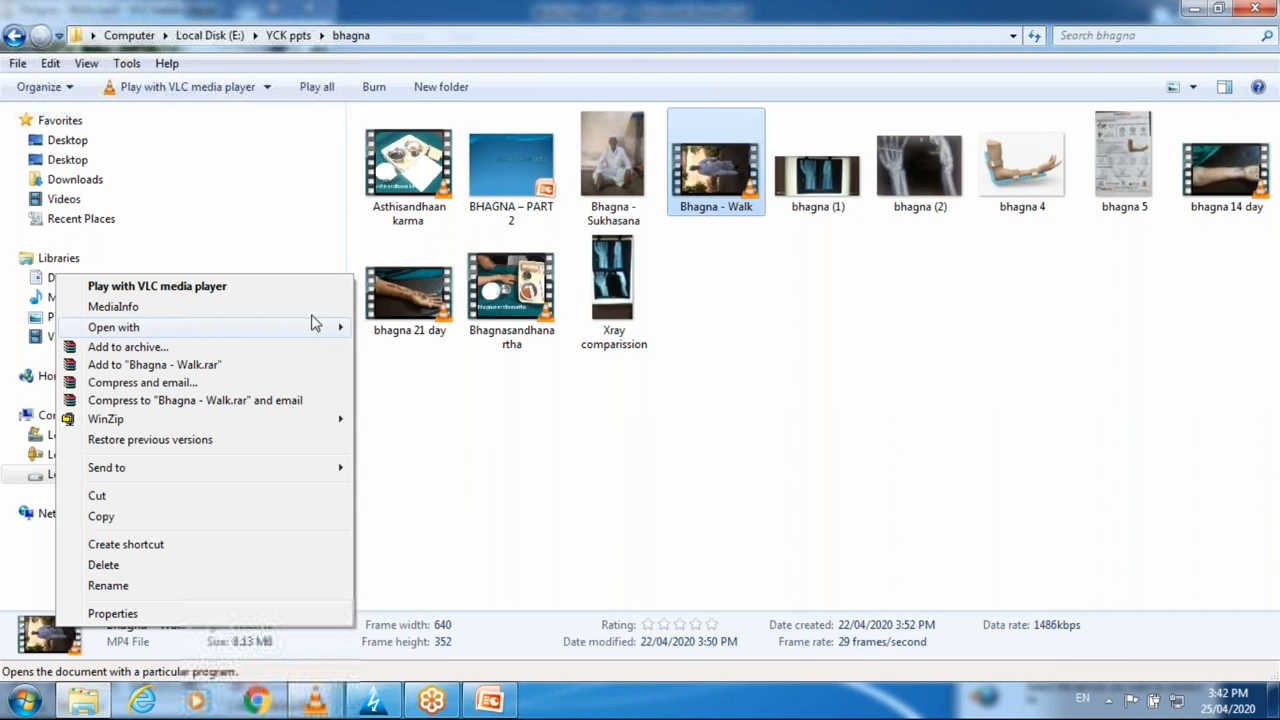 Computer Local Disk (E:) YCK ppts bhagna
Search bhagna
File Edit View Tools Help
Organize Play with VLC media player Play all Burn New folder
Favorites
Desktop
Desktop
Downloads
Videos
Recent Places
Libraries
Asthisandhaan karma
BHAGNA – PART 2
Bhagna - Sukhasana
Bhagna - Walk
bhagna (1)
bhagna (2)
bhagna 4
bhagna 5
bhagna 14 day
bhagna 21 day
Bhagnasandhanartha
Xray comparission
Play with VLC media player
MediaInfo
Open with
Add to archive...
Add to "Bhagna - Walk.rar"
Compress and email...
Compress to "Bhagna - Walk.rar" and email
WinZip
Restore previous versions
Send to
Cut
Copy
Create shortcut
Delete
Rename
Properties
MP4 File
Size: 8.13 MB
Frame width: 640
Frame height: 352
Rating:
Date modified: 22/04/2020 3:50 PM
Date created: 22/04/2020 3:52 PM
Frame rate: 29 frames/second
Data rate: 1486kbps
Opens the document with a particular program.
EN
3:42 PM
25/04/2020